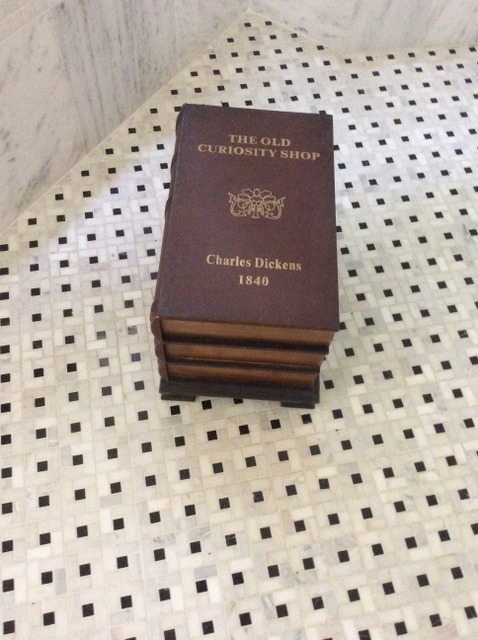 THE OLD
CURIOSITY SHOP
Charles Dickens
1840